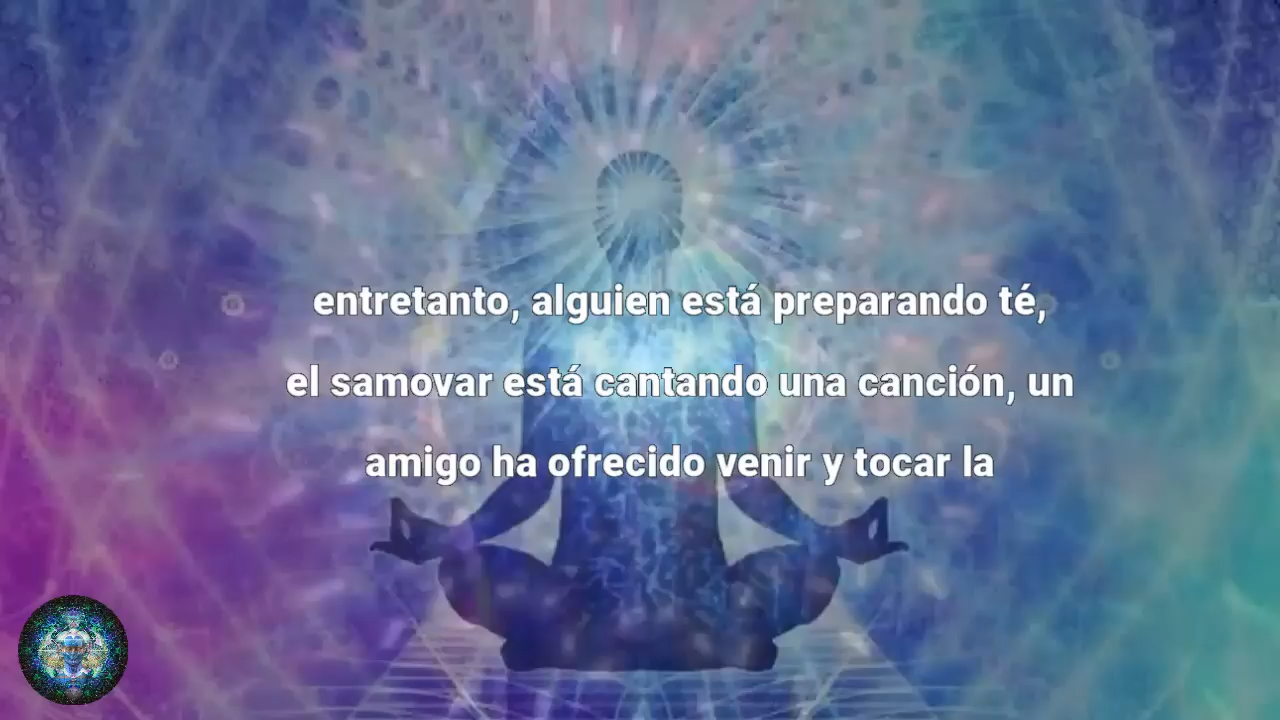 entretanto, alguien está preparando té,
el samovar está cantando una canción, un
amigo ha ofrecido venir y tocar la